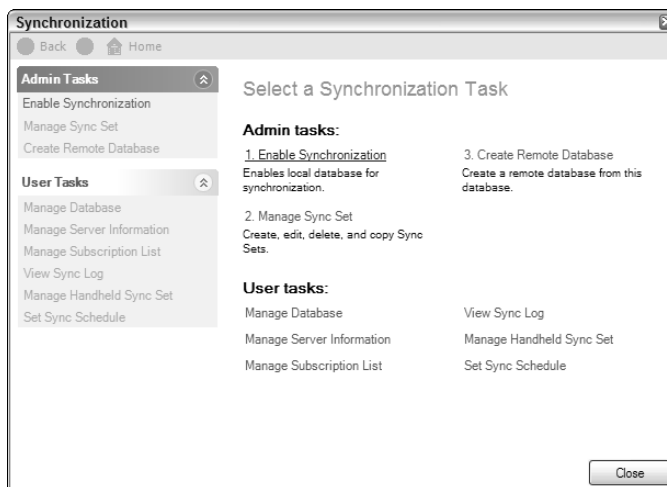 Synchronization
Back Home
Admin Tasks
Enable Synchronization
Manage Sync Set
Create Remote Database
User Tasks
Manage Database
Manage Server Information
Manage Subscription List
View Sync Log
Manage Handheld Sync Set
Set Sync Schedule
Select a Synchronization Task
Admin tasks:
1. Enable Synchronization
Enables local database for
synchronization.
2. Manage Sync Set
Create, edit, delete, and copy Sync
Sets.
3. Create Remote Database
Create a remote database from this
database.
User tasks:
Manage Database
Manage Server Information
Manage Subscription List
View Sync Log
Manage Handheld Sync Set
Set Sync Schedule
Close